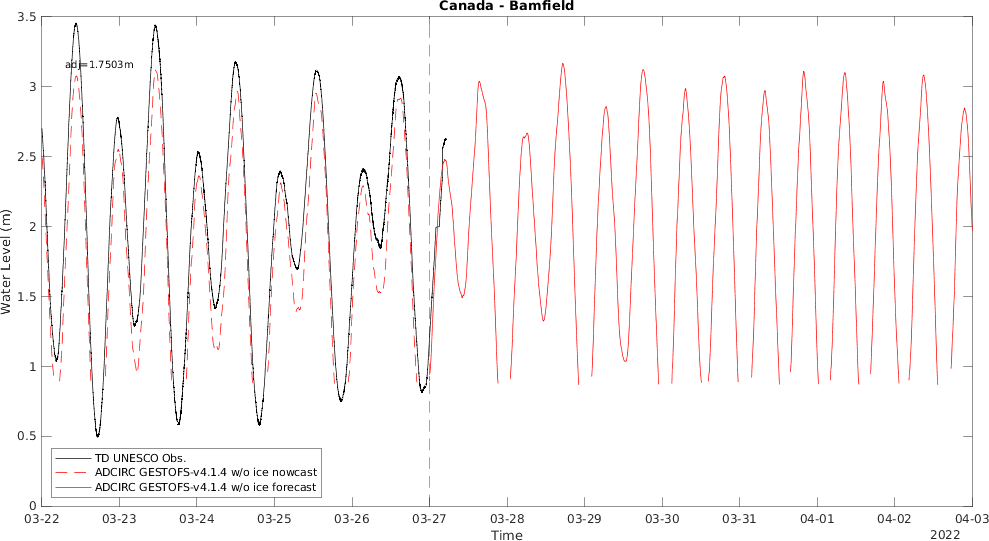 Canada - Bamfield
3.5
3
2.5
2
1.5
1
0.5
0
Water Level (m)
adj=1.7503m
TD UNESCO Obs.
ADCIRC GESTOFS-v4.1.4 w/o ice nowcast
ADCIRC GESTOFS-v4.1.4 w/o ice forecast
03-22 03-23 03-24 03-25 03-26 03-27 03-28 03-29 03-30 03-31 04-01 04-02 04-03
Time
2022